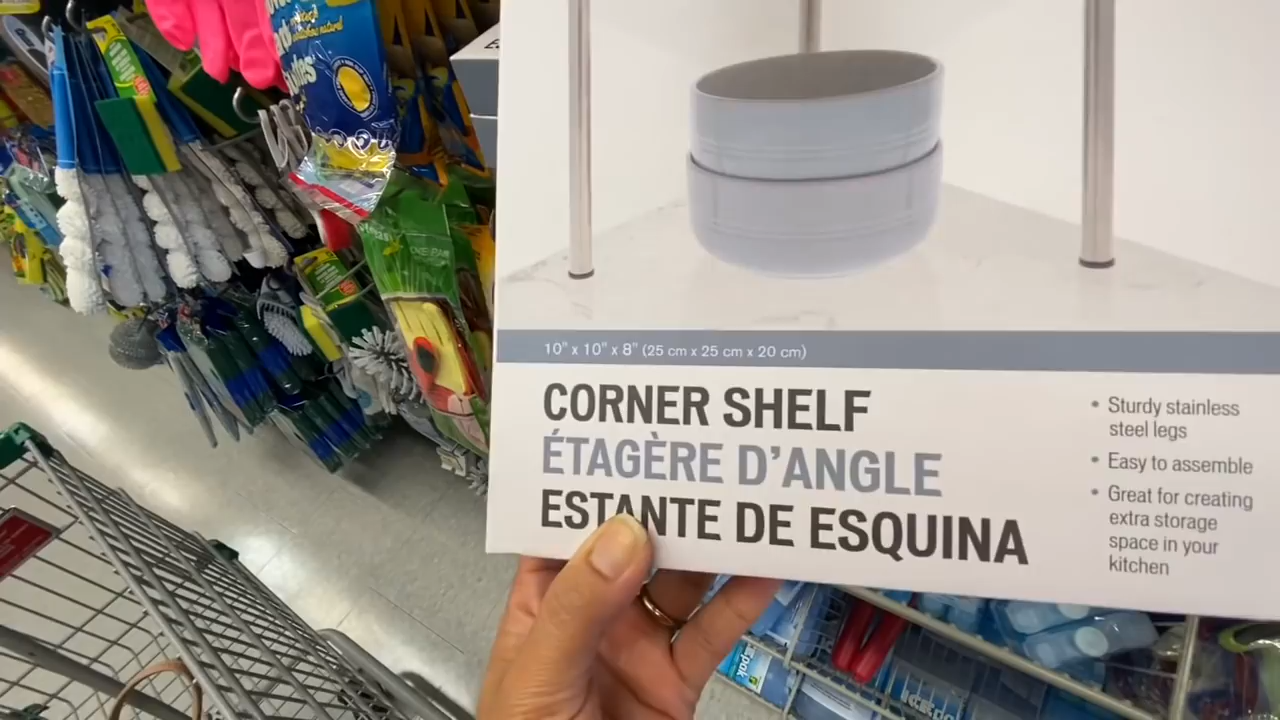 10" x 10" x 8" (25 cm x 25 cm x 20 cm)
CORNER SHELF
ÉTAGÈRE D'ANGLE
ESTANTE DE ESQUINA
• Sturdy stainless
steel legs
• Easy to assemble
• Great for creating
extra storage
space in your
kitchen